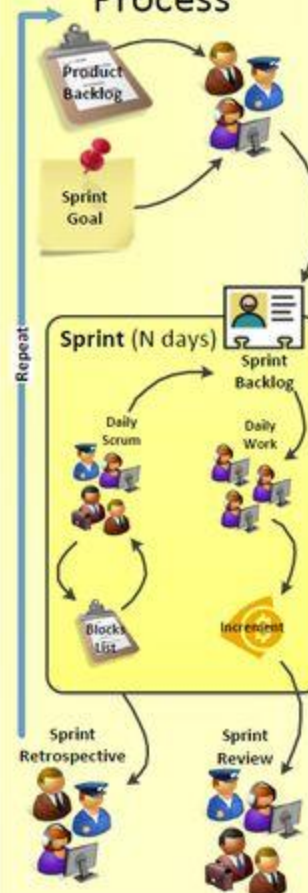 Process
Product
Backlog
Sprint
Goal
Repeat
Sprint (N days)
Sprint
Backlog
Daily
Scrum
Daily
Work
Blocks
List
Increment
Sprint
Retrospective
Sprint
Review